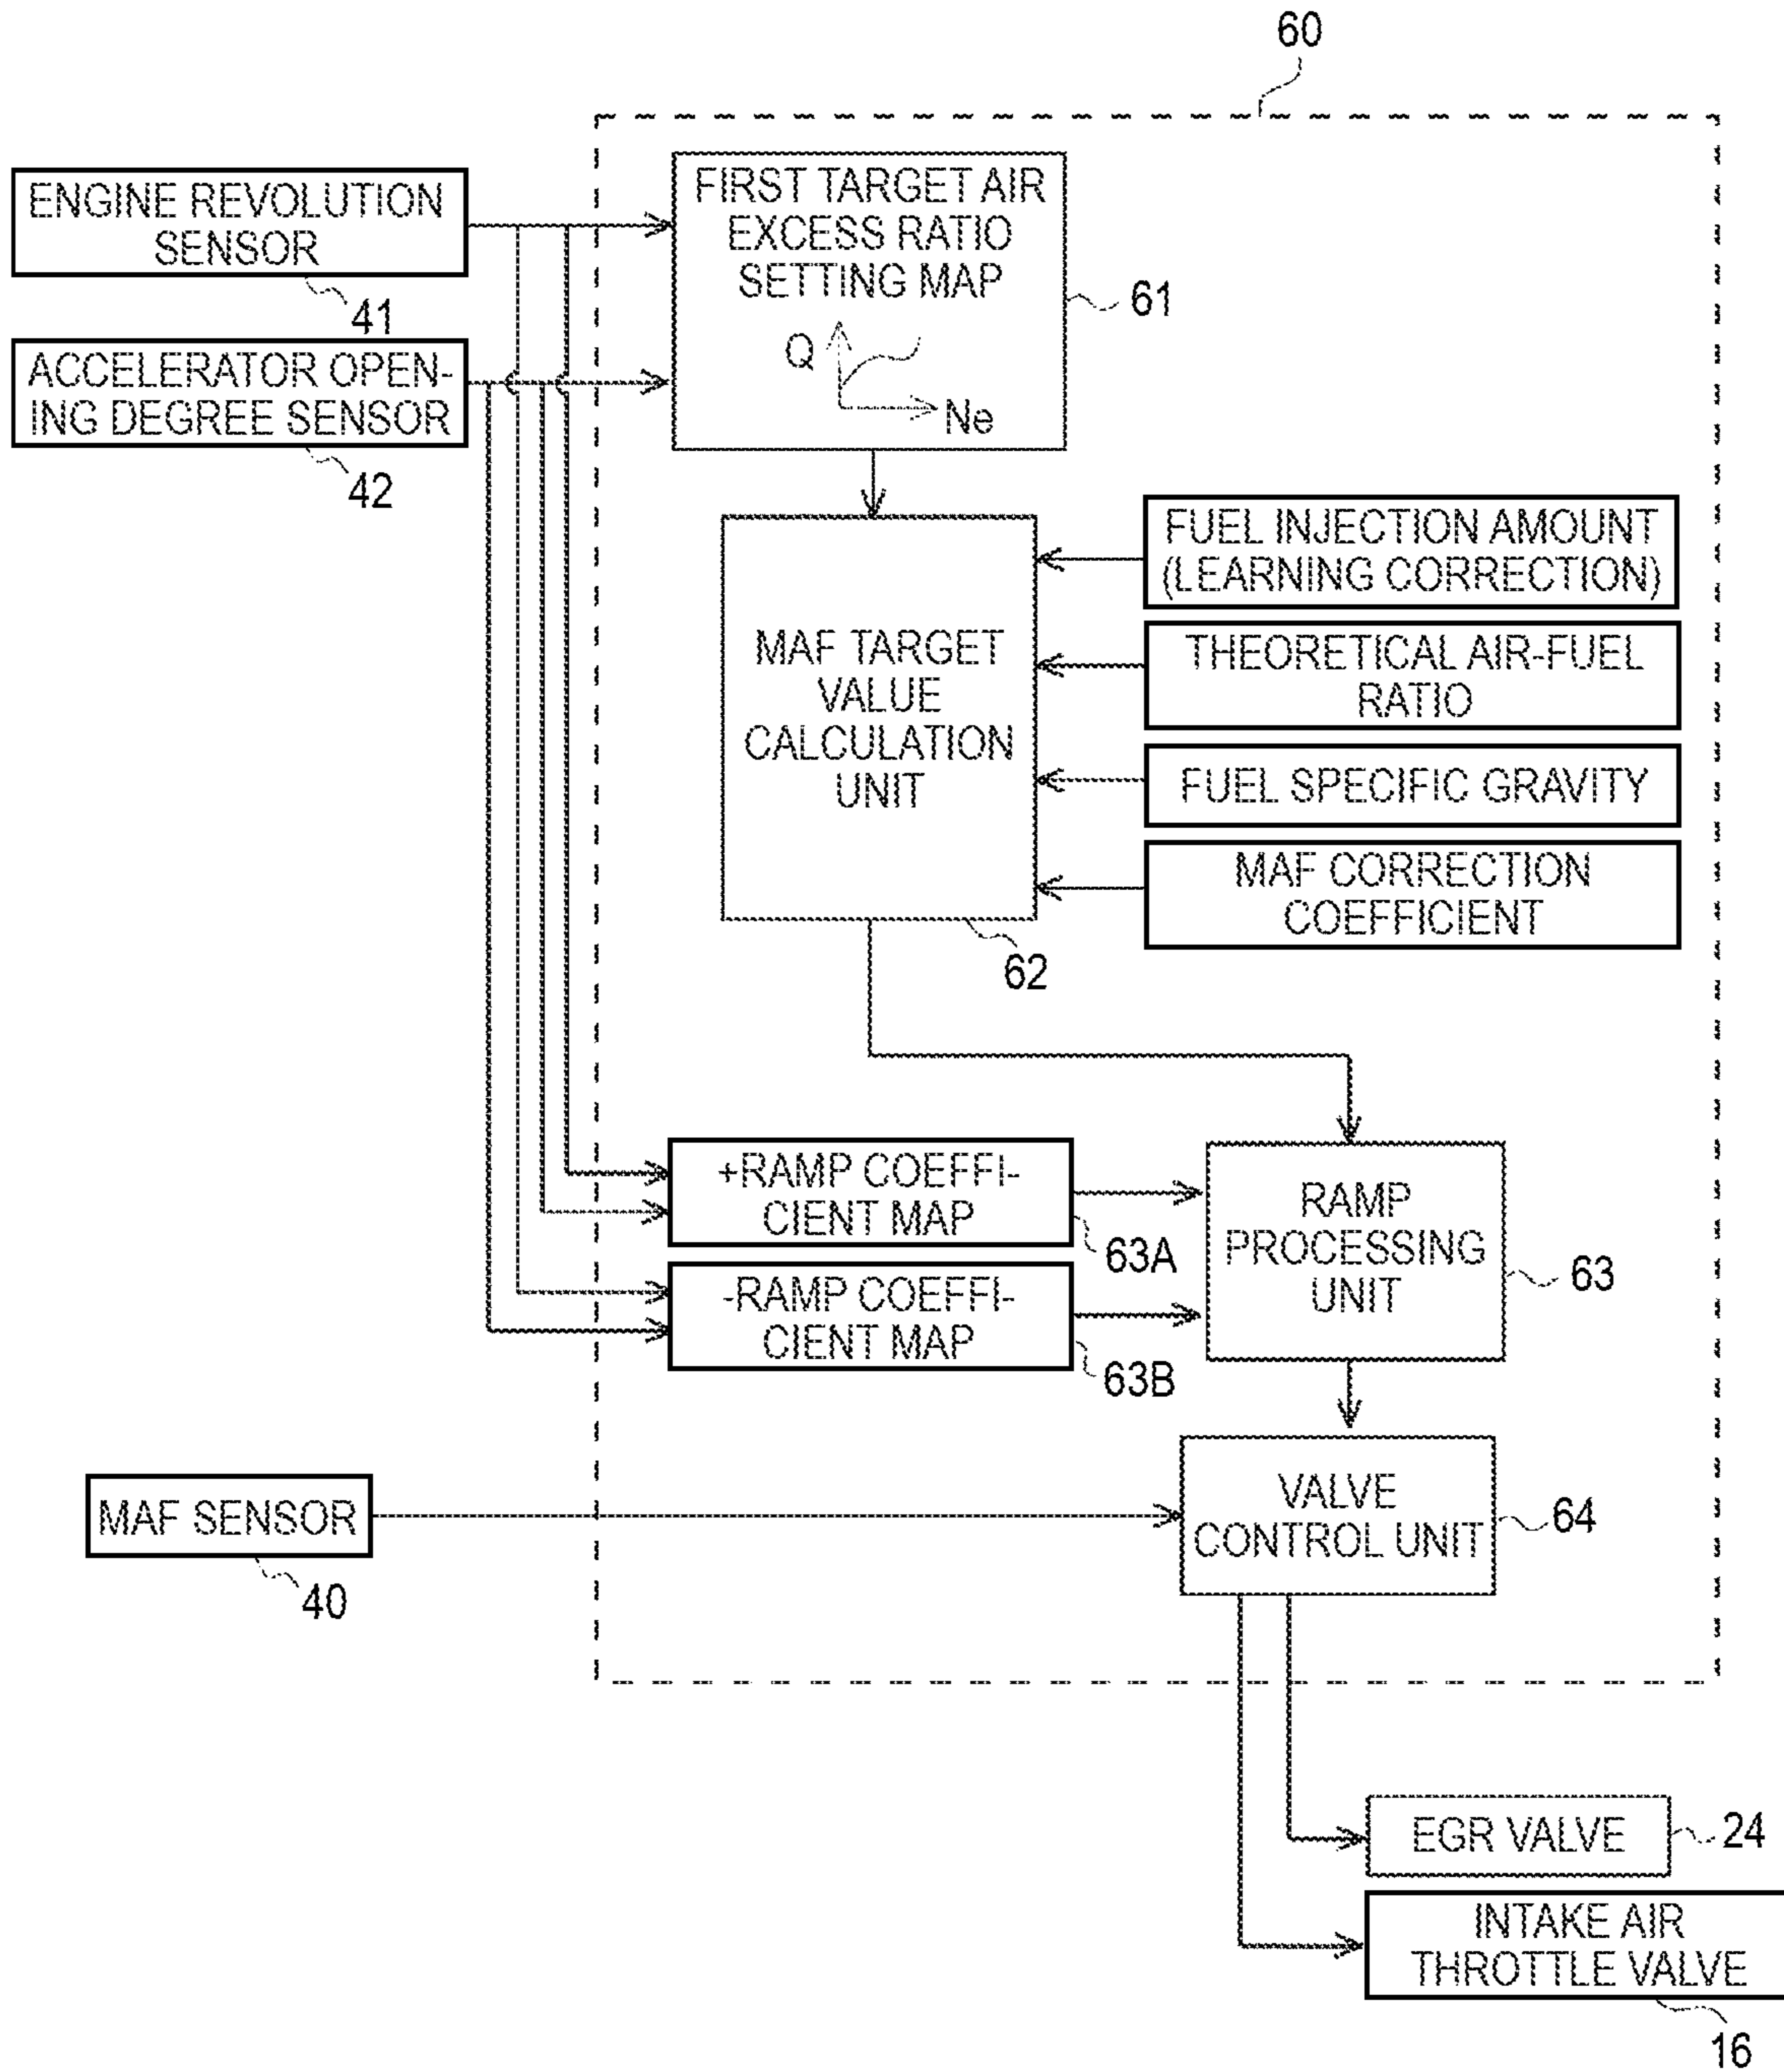 60
ENGINE REVOLUTION
SENSOR
41
ACCELERATOR OPEN-
ING DEGREE SENSOR
42
FIRST TARGET AIR
EXCESS RATIO
SETTING MAP
Q
Ne
61
MAF TARGET
VALUE
CALCULATION
UNIT
62
FUEL INJECTION AMOUNT
(LEARNING CORRECTION)
THEORETICAL AIR-FUEL
RATIO
FUEL SPECIFIC GRAVITY
MAF CORRECTION
COEFFICIENT
+RAMP COEFFI-
CIENT MAP
63A
-RAMP COEFFI-
CIENT MAP
63B
RAMP
PROCESSING
UNIT
63
MAF SENSOR
40
VALVE
CONTROL UNIT
64
EGR VALVE
24
INTAKE AIR
THROTTLE VALVE
16